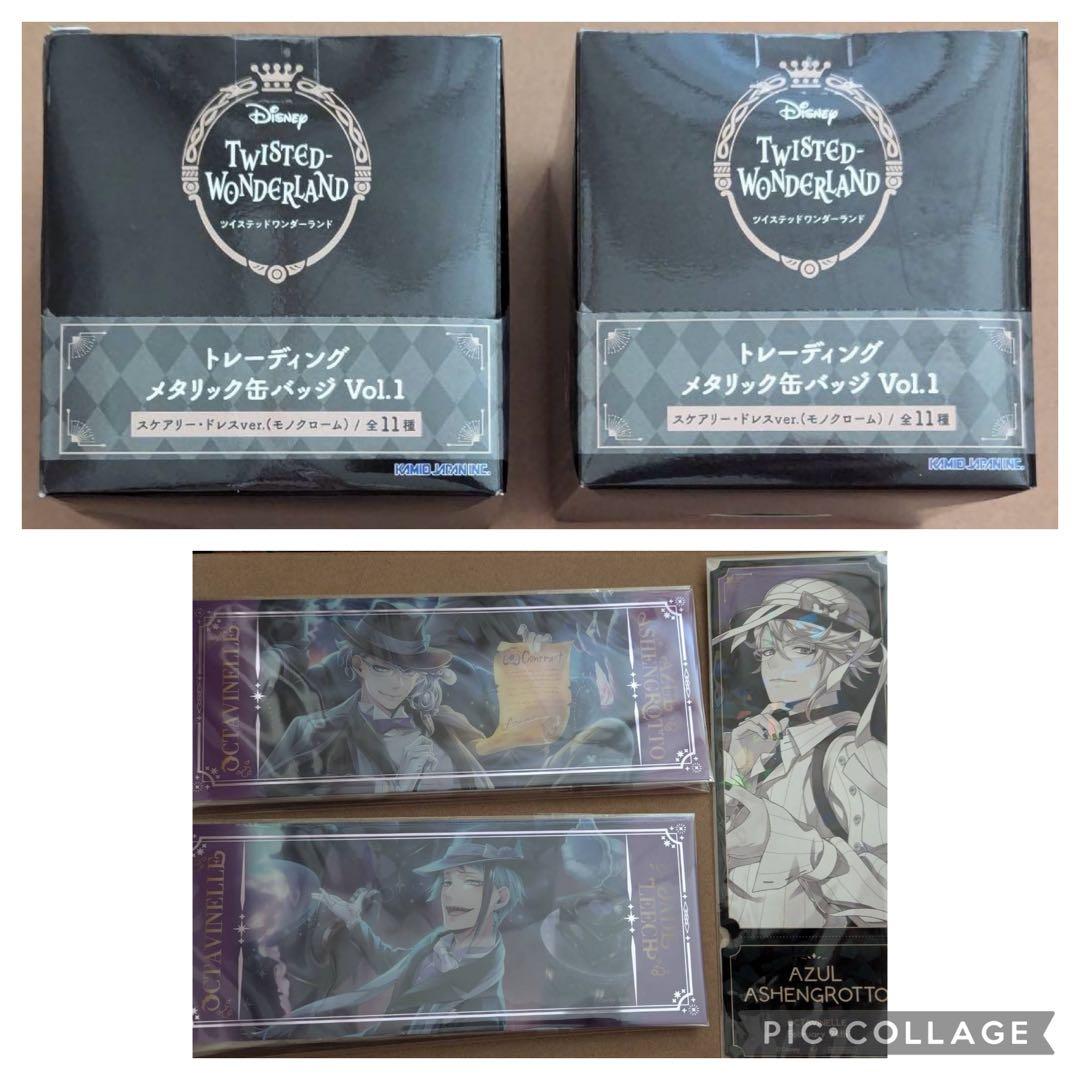 Disney
TWISTED-
WONDERLAND
ツイステッドワンダーランド
トレーディング
メタリック缶バッジ Vol.1
スケアリー・ドレスver.(モノクローム) / 全11種
KAMIO JAPAN INC.
Disney
TWISTED-
WONDERLAND
ツイステッドワンダーランド
トレーディング
メタリック缶バッジ Vol.1
スケアリー・ドレスver.(モノクローム) / 全11種
KAMIO JAPAN INC.
OCTAVINELLE
Contract
AZUL
ASHENGROTTO
OCTAVINELLE
LEECH
AZUL
ASHENGROTTO
OCTAVINELLE
PIC•COLLAGE